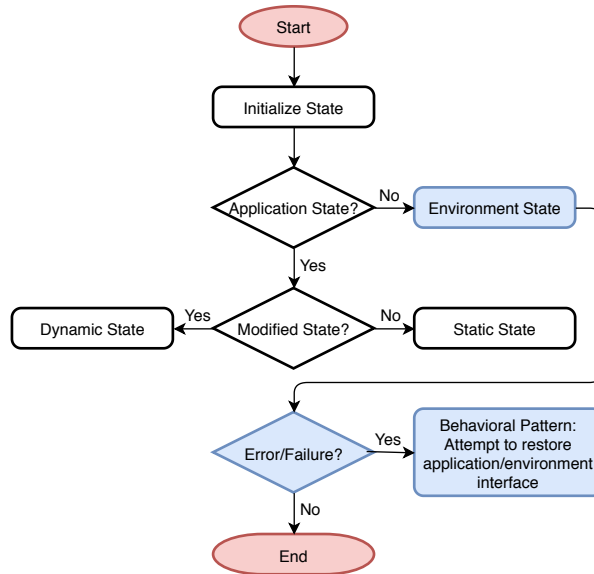 Start
Initialize State
Application State?
No
Environment State
Yes
Dynamic State
Yes
Modified State?
No
Static State
Error/Failure?
Yes
Behavioral Pattern:
Attempt to restore
application/environment
interface
No
End